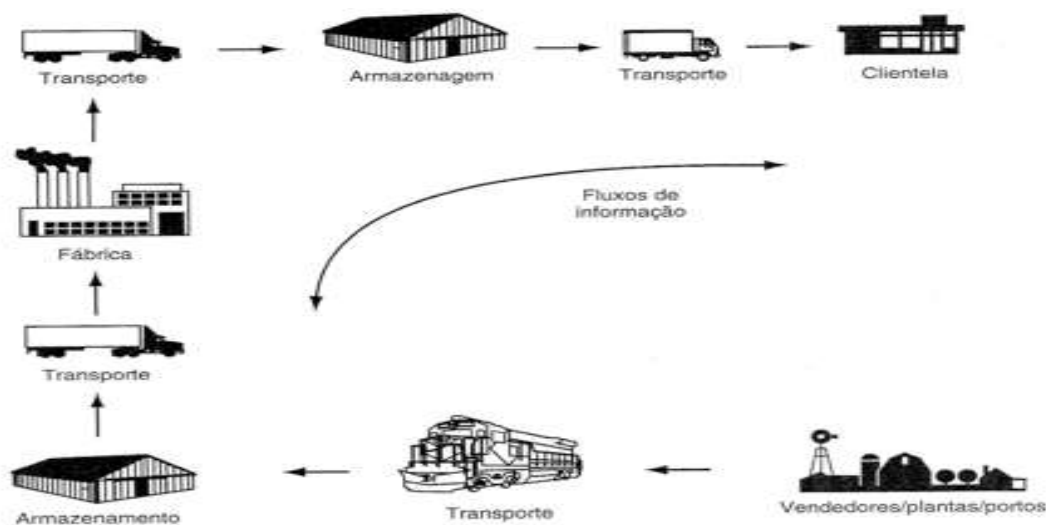 Transporte
Armazenagem
Transporte
Clientela
Fluxos de
informação
Fábrica
Transporte
Armazenamento
Transporte
Vendedores/plantas/portos